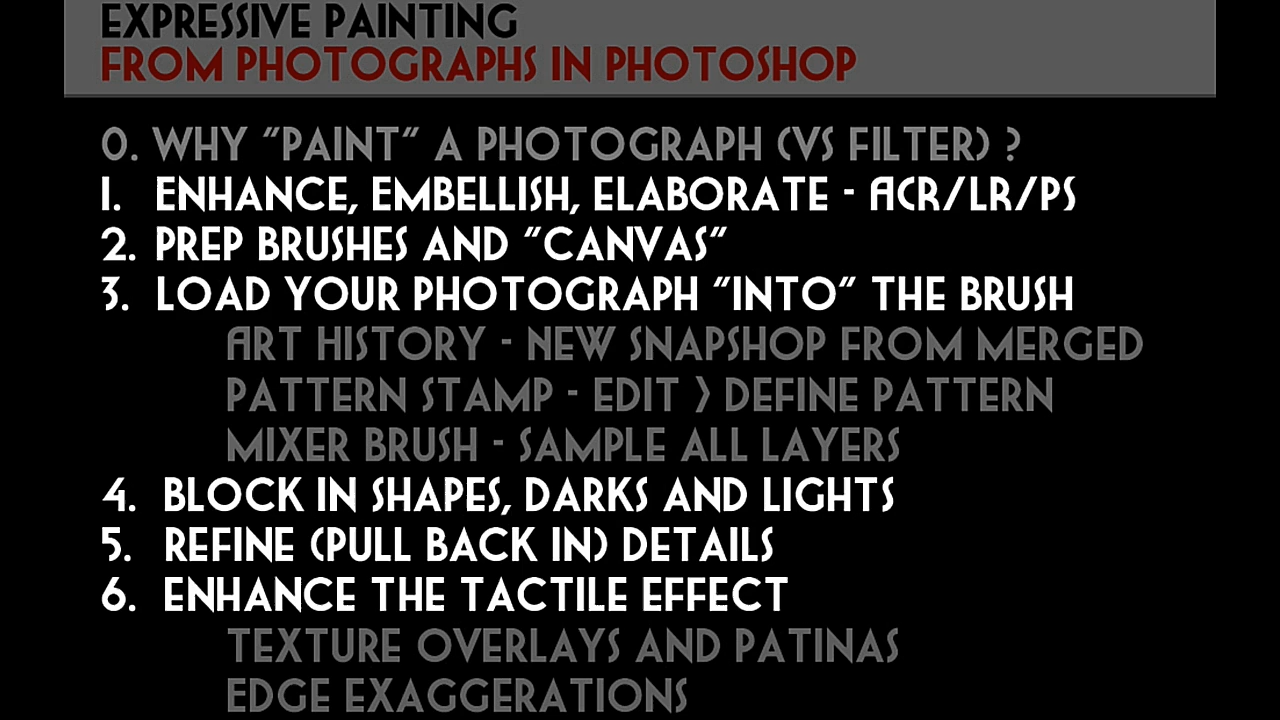 EXPRESSIVE PAINTING
FROM PHOTOGRAPHS IN PHOTOSHOP
0. WHY "PAINT" A PHOTOGRAPH (VS FILTER) ?
1. ENHANCE, EMBELLISH, ELABORATE - ACR/LR/PS
2. PREP BRUSHES AND "CANVAS"
3. LOAD YOUR PHOTOGRAPH "INTO" THE BRUSH
ART HISTORY - NEW SNAPSHOP FROM MERGED
PATTERN STAMP - EDIT > DEFINE PATTERN
MIXER BRUSH - SAMPLE ALL LAYERS
4. BLOCK IN SHAPES, DARKS AND LIGHTS
5. REFINE (PULL BACK IN) DETAILS
6. ENHANCE THE TACTILE EFFECT
TEXTURE OVERLAYS AND PATINAS
EDGE EXAGGERATIONS